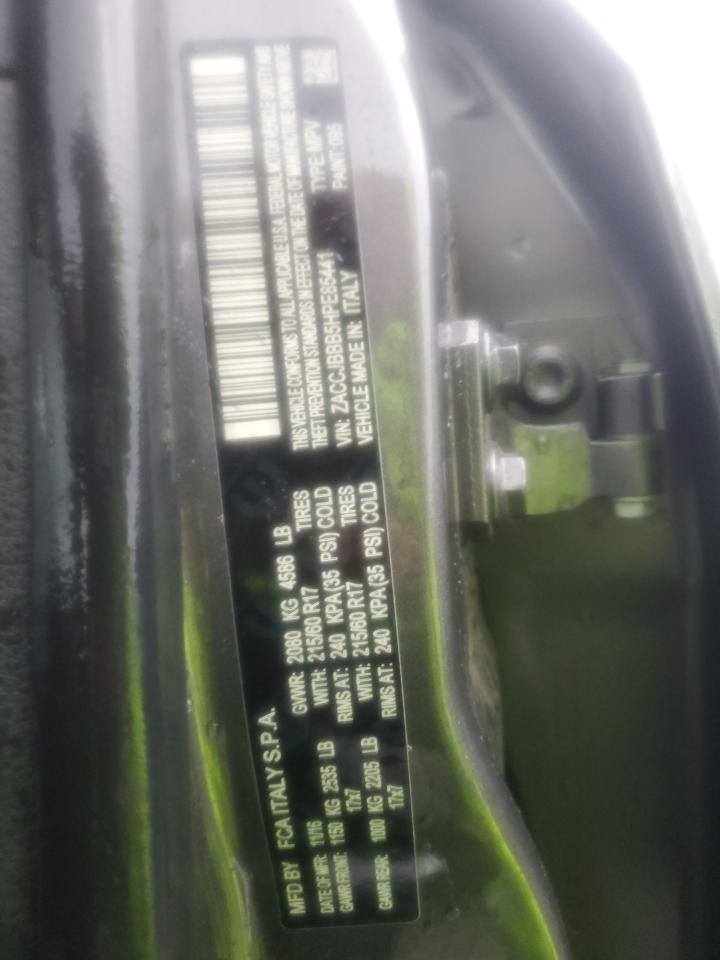 MFD BY FCA ITALY S.P.A.
DATE OF MFR: 11/16 GVWR: 2080 KG 4586 LB
GAWR FRONT: 1150 KG 2535 LB WITH: 215/60 R17 TIRES
17x7 RIMS AT: 240 KPA(35 PSI) COLD
WITH: 215/60 R17 TIRES
GAWR REAR: 1000 KG 2205 LB RIMS AT: 240 KPA(35 PSI) COLD
17x7
THIS VEHICLE CONFORMS TO ALL APPLICABLE U.S.A. FEDERAL MOTOR VEHICLE SAFETY AND
THEFT PREVENTION STANDARDS IN EFFECT ON THE DATE OF MANUFACTURE SHOWN ABOVE
VIN: ZACCJBBB5HPE85441 TYPE: MPV
VEHICLE MADE IN: ITALY PAINT: